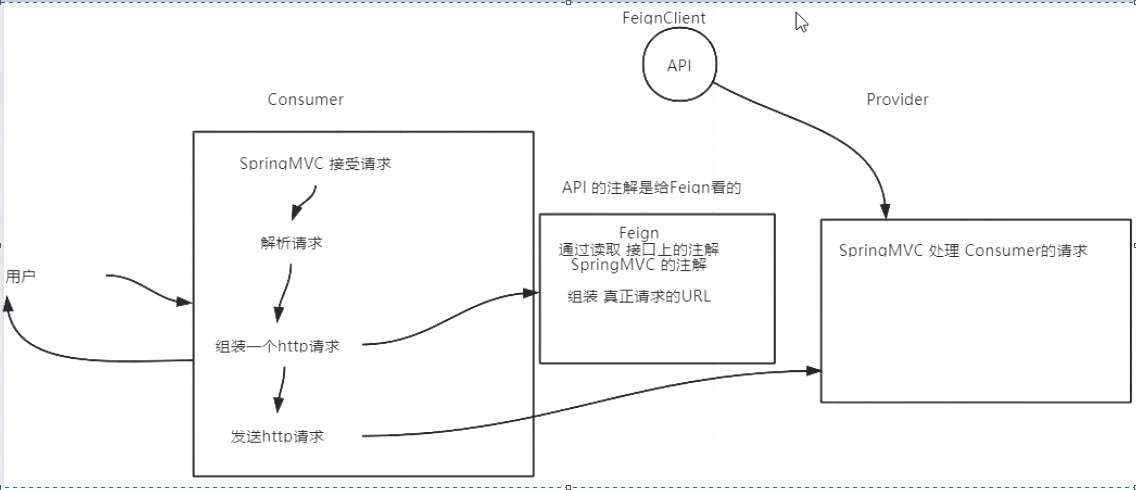 FeignClient
API
Consumer
Provider
SpringMVC 接受请求
API 的注解是给Feign看的
解析请求
Feign
通过读取 接口上的注解
SpringMVC 的注解
组装 真正请求的URL
SpringMVC 处理 Consumer的请求
用户
组装一个http请求
发送http请求